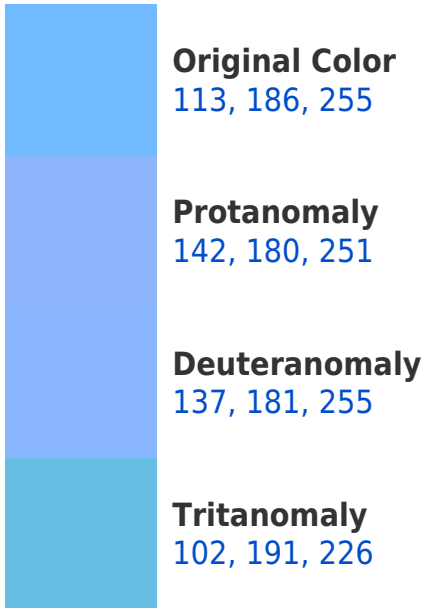 Original Color
113, 186, 255
Protanomaly
142, 180, 251
Deuteranomaly
137, 181, 255
Tritanomaly
102, 191, 226